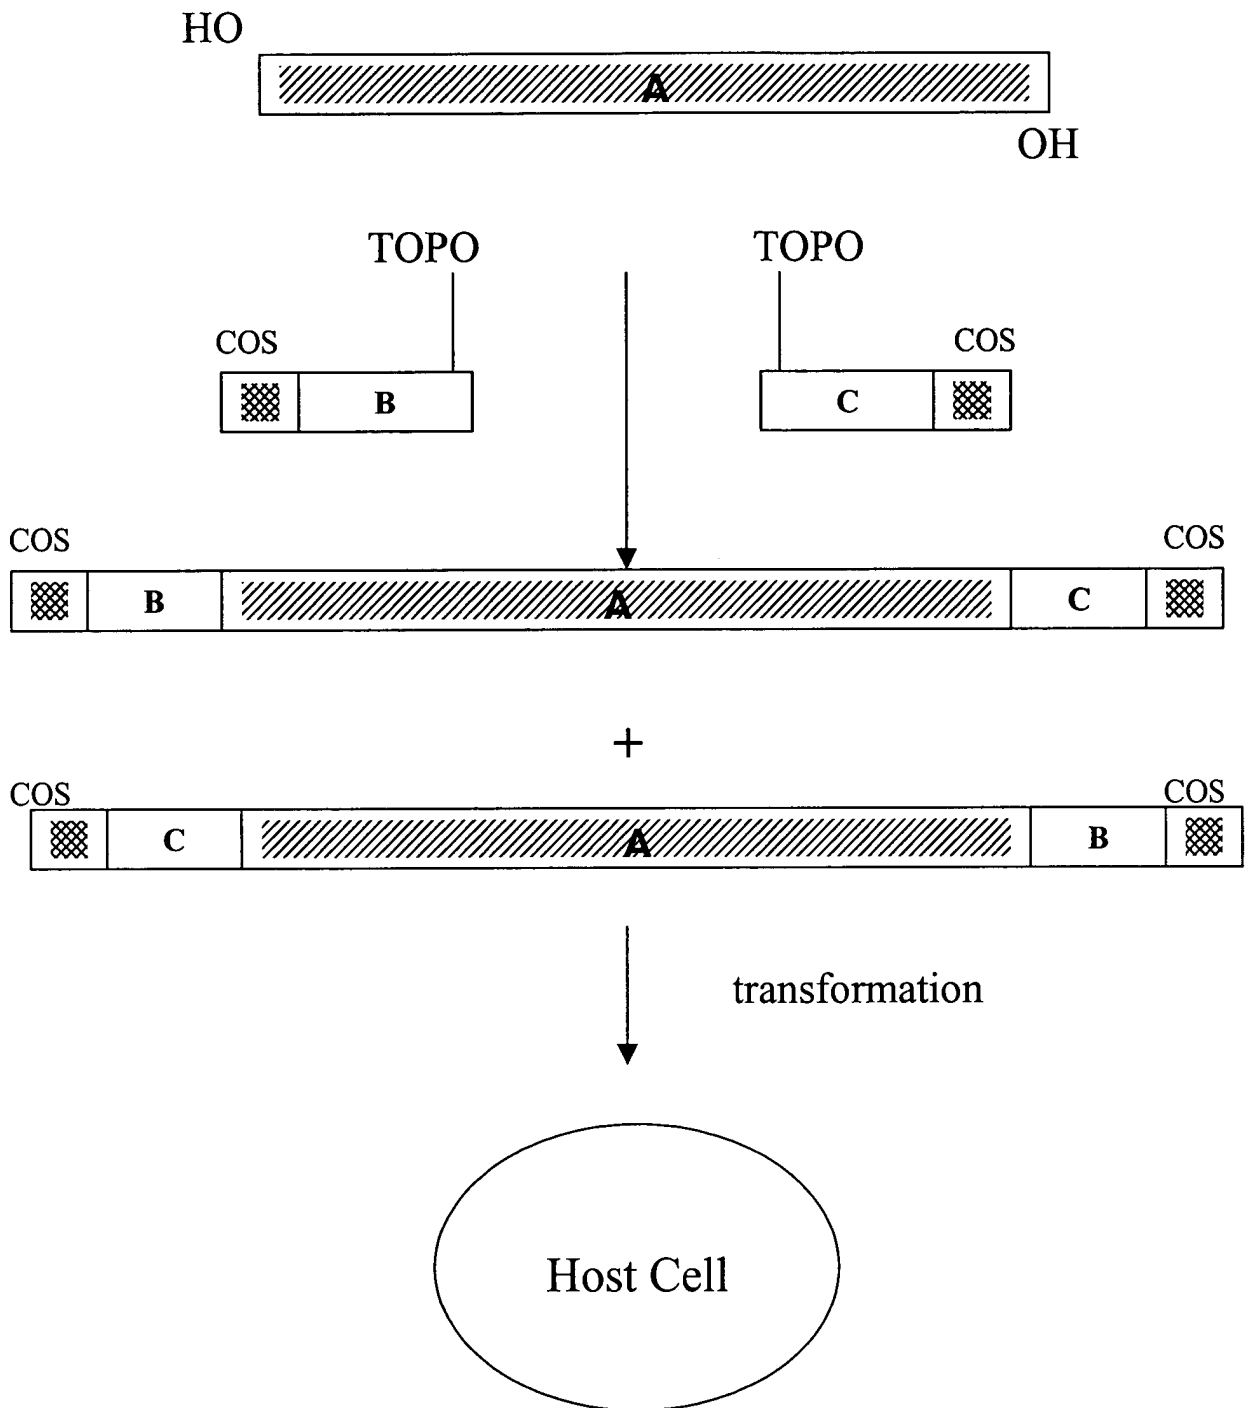 HO
A
OH
TOPO TOPO
COS COS
B C
COS COS
B A C
+
COS COS
C A B
transformation
Host Cell